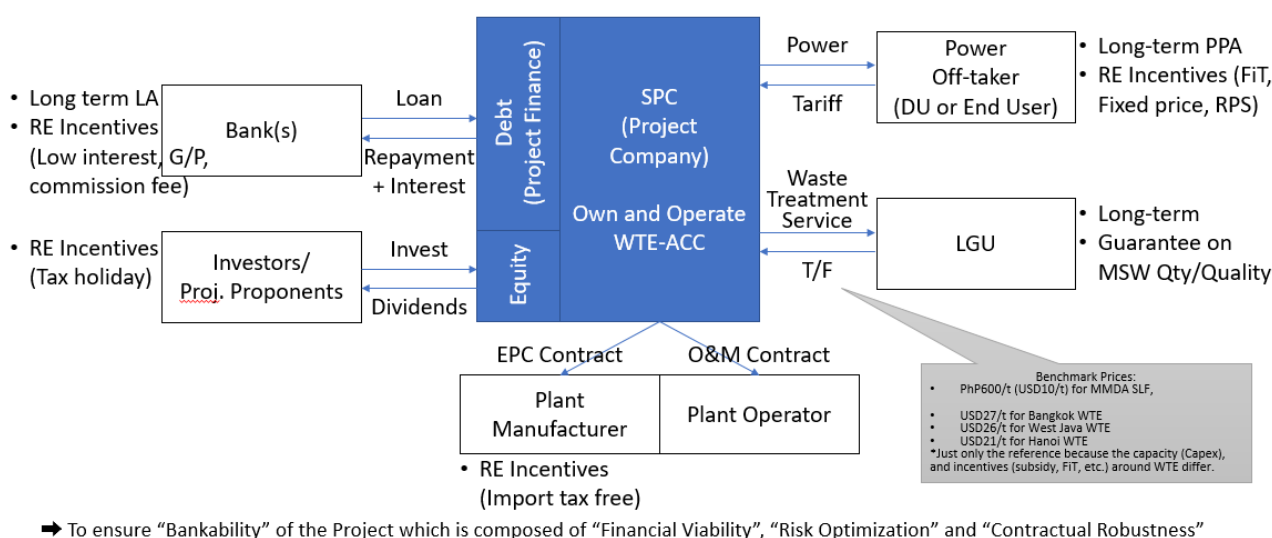 • Long term LA
• RE Incentives
(Low interest, G/P,
commission fee)
Bank(s)
Loan
Repayment
+ Interest
Debt
(Project Finance)
SPC
(Project
Company)
Own and Operate
WTE-ACC
Power
Tariff
Power
Off-taker
(DU or End User)
• Long-term PPA
• RE Incentives (FiT,
Fixed price, RPS)
• RE Incentives
(Tax holiday)
Investors/
Proj. Proponents
Invest
Dividends
Equity
Waste
Treatment
Service
T/F
LGU
• Long-term
• Guarantee on
MSW Qty/Quality
EPC Contract
O&M Contract
Plant
Manufacturer
Plant Operator
• RE Incentives
(Import tax free)
Benchmark Prices:
• PhP600/t (USD10/t) for MMDA SLF,
• USD27/t for Bangkok WTE
• USD26/t for West Java WTE
• USD21/t for Hanoi WTE
*Just only the reference because the capacity (Capex),
and incentives (subsidy, FiT, etc.) around WTE differ.
➡ To ensure “Bankability” of the Project which is composed of “Financial Viability”, “Risk Optimization” and “Contractual Robustness”